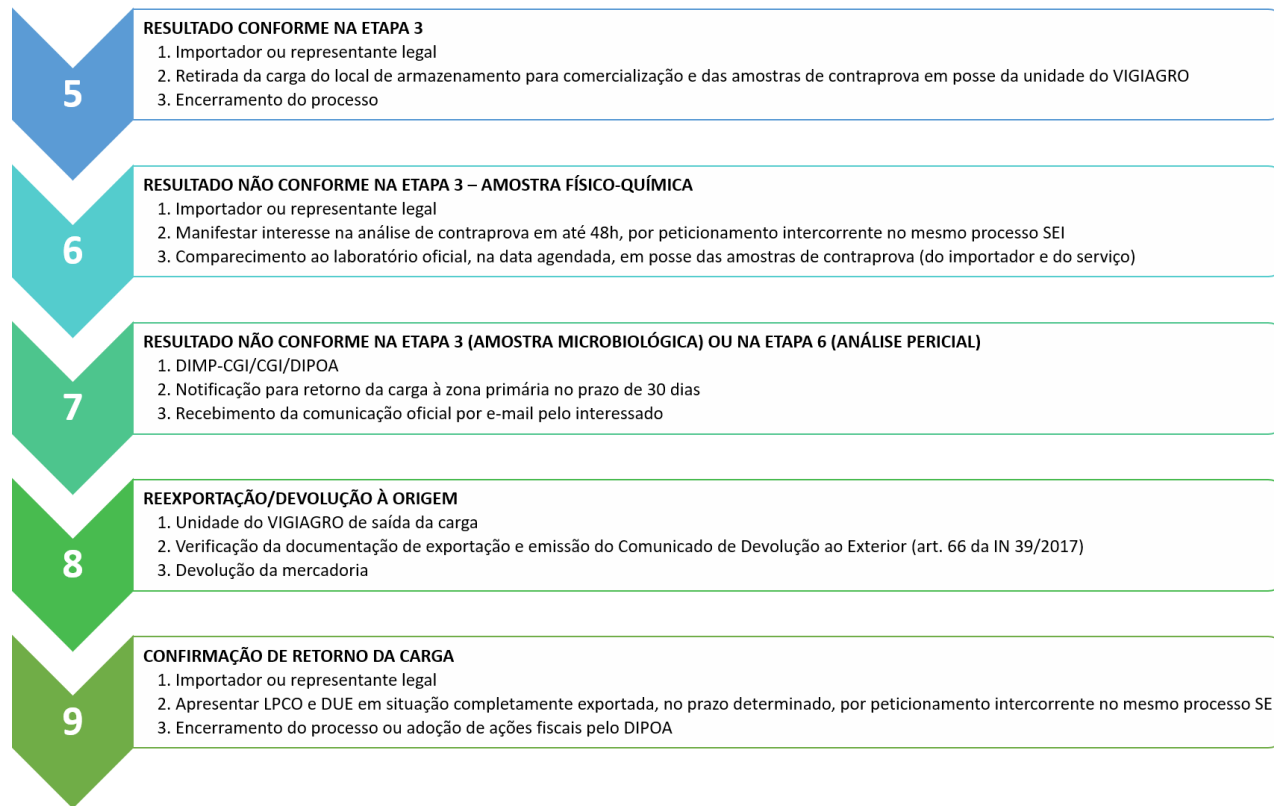 5
RESULTADO CONFORME NA ETAPA 3
1. Importador ou representante legal
2. Retirada da carga do local de armazenamento para comercialização e das amostras de contraprova em posse da unidade do VIGIAGRO
3. Encerramento do processo
6
RESULTADO NÃO CONFORME NA ETAPA 3 – AMOSTRA FÍSICO-QUÍMICA
1. Importador ou representante legal
2. Manifestar interesse na análise de contraprova em até 48h, por peticionamento intercorrente no mesmo processo SEI
3. Comparecimento ao laboratório oficial, na data agendada, em posse das amostras de contraprova (do importador e do serviço)
7
RESULTADO NÃO CONFORME NA ETAPA 3 (AMOSTRA MICROBIOLÓGICA) OU NA ETAPA 6 (ANÁLISE PERICIAL)
1. DIMP-CGI/CGI/DIPOA
2. Notificação para retorno da carga à zona primária no prazo de 30 dias
3. Recebimento da comunicação oficial por e-mail pelo interessado
8
REEXPORTAÇÃO/DEVOLUÇÃO À ORIGEM
1. Unidade do VIGIAGRO de saída da carga
2. Verificação da documentação de exportação e emissão do Comunicado de Devolução ao Exterior (art. 66 da IN 39/2017)
3. Devolução da mercadoria
9
CONFIRMAÇÃO DE RETORNO DA CARGA
1. Importador ou representante legal
2. Apresentar LPCO e DUE em situação completamente exportada, no prazo determinado, por peticionamento intercorrente no mesmo processo SE
3. Encerramento do processo ou adoção de ações fiscais pelo DIPOA